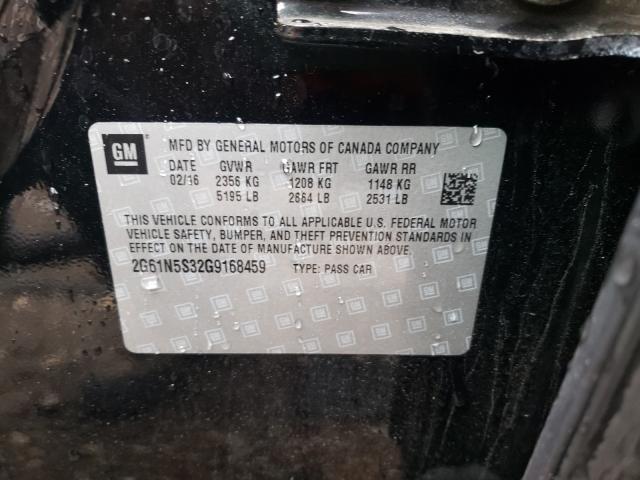 GM
MFD BY GENERAL MOTORS OF CANADA COMPANY
DATE GVWR GAWR FRT GAWR RR
02/16 2356 KG 1208 KG 1148 KG
5195 LB 2664 LB 2531 LB
THIS VEHICLE CONFORMS TO ALL APPLICABLE U.S. FEDERAL MOTOR
VEHICLE SAFETY, BUMPER, AND THEFT PREVENTION STANDARDS IN
EFFECT ON THE DATE OF MANUFACTURE SHOWN ABOVE.
2G61N5S32G9168459 TYPE: PASS CAR